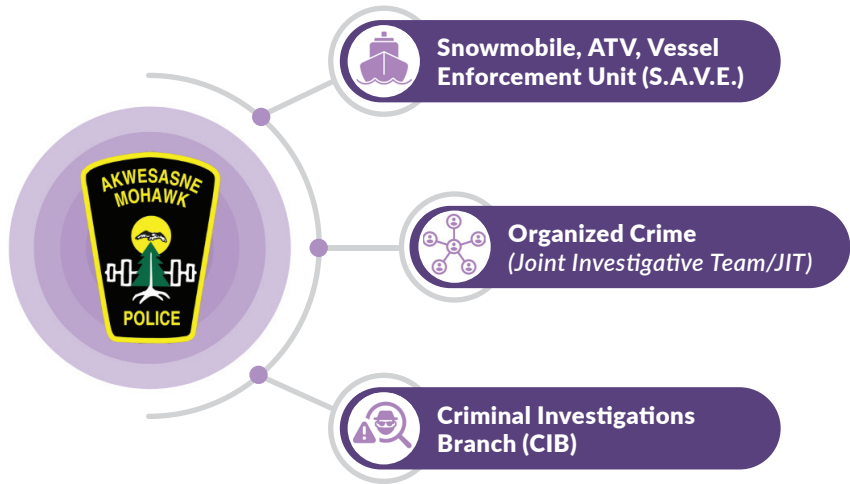 AKWESASNE
MOHAWK
POLICE
Snowmobile, ATV, Vessel
Enforcement Unit (S.A.V.E.)
Organized Crime
(Joint Investigative Team/JIT)
Criminal Investigations
Branch (CIB)